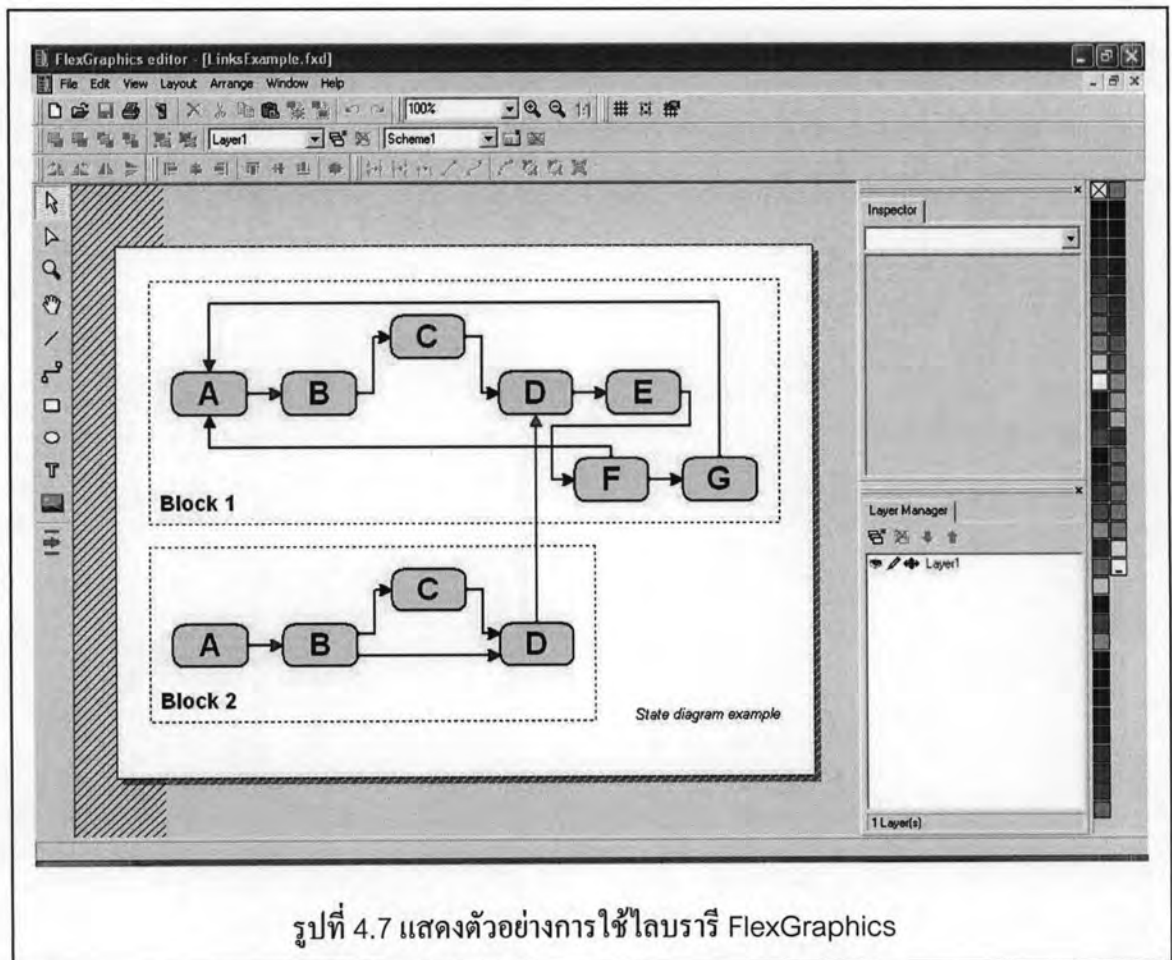 FlexGraphics editor - [LinksExample.fxd]
File Edit View Layout Arrange Window Help
100%
1:1
Layer1
Scheme1
Inspector
C
A B D E
F G
Block 1
Layer Manager
Layer1
C
A B D
Block 2
State diagram example
1 Layer(s)
รูปที่ 4.7 แสดงตัวอย่างการใช้ไลบรารี FlexGraphics